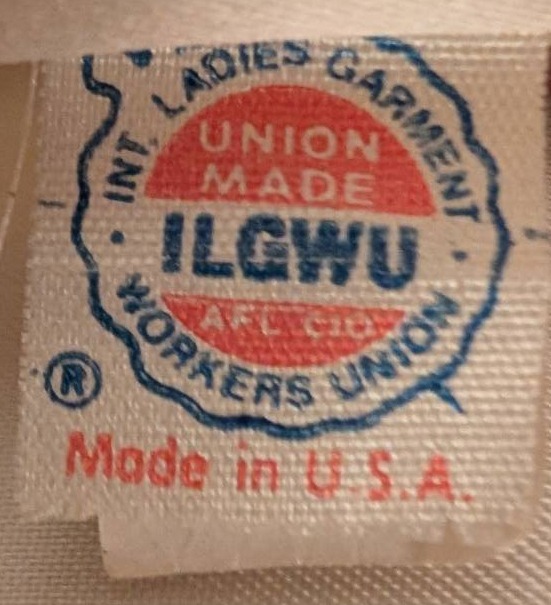 INT. LADIES GARMENT
UNION
MADE
ILGWU
AFL CIO
WORKERS UNION
®
Made in U.S.A.